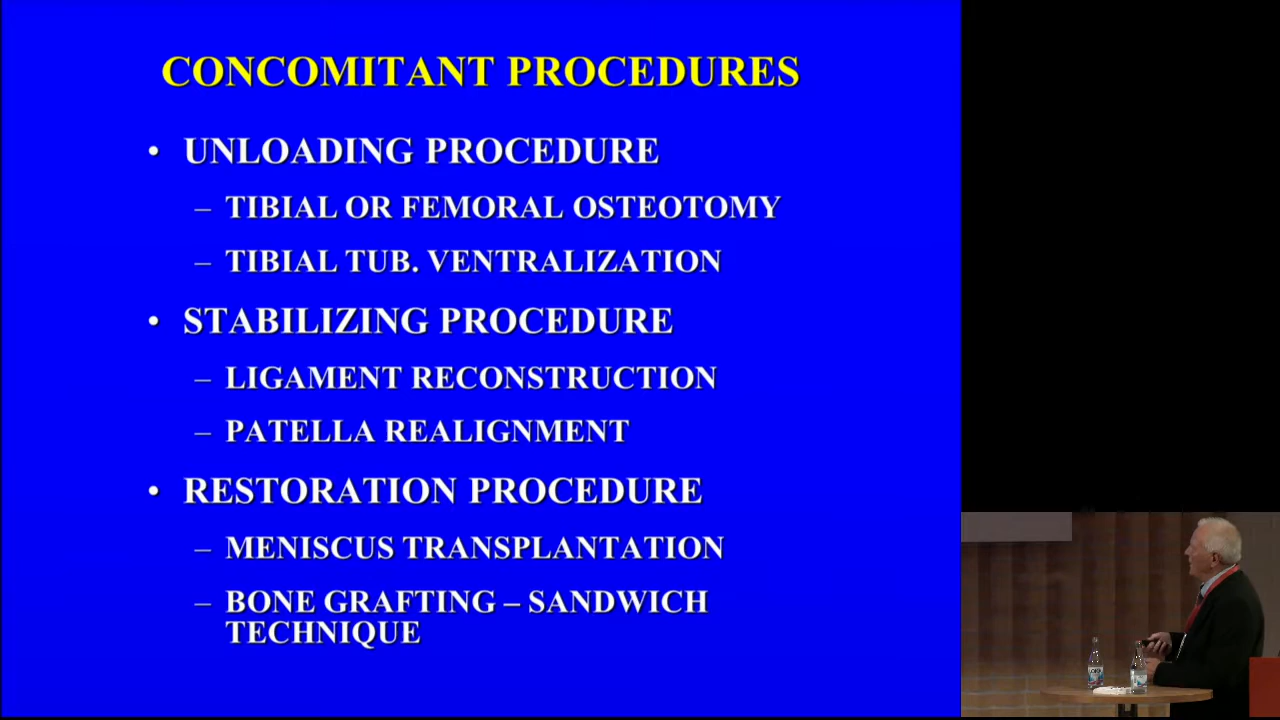 CONCOMITANT PROCEDURES
• UNLOADING PROCEDURE
– TIBIAL OR FEMORAL OSTEOTOMY
– TIBIAL TUB. VENTRALIZATION
• STABILIZING PROCEDURE
– LIGAMENT RECONSTRUCTION
– PATELLA REALIGNMENT
• RESTORATION PROCEDURE
– MENISCUS TRANSPLANTATION
– BONE GRAFTING – SANDWICH
TECHNIQUE